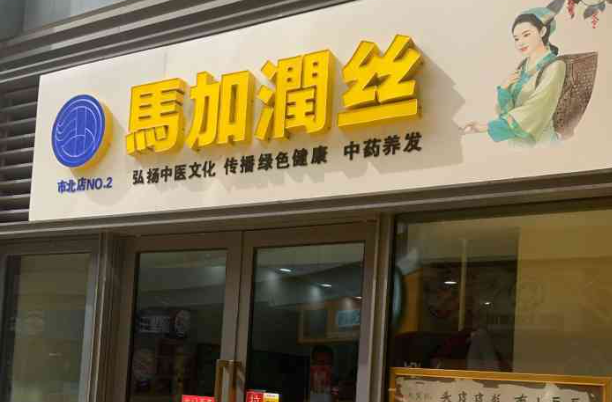 馬加潤丝
弘扬中医文化 传播绿色健康 中药养发
市北店NO.2